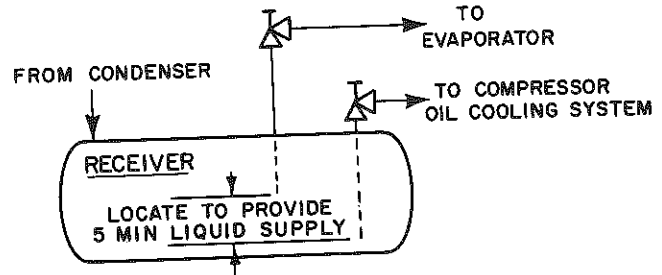 TO
EVAPORATOR
FROM CONDENSER
TO COMPRESSOR
OIL COOLING SYSTEM
RECEIVER
LOCATE TO PROVIDE
5 MIN LIQUID SUPPLY